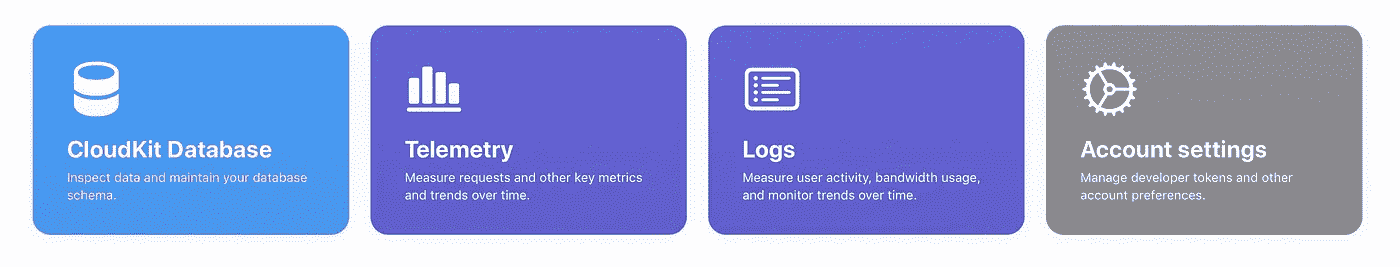 CloudKit Database
Inspect data and maintain your database
schema.
Telemetry
Measure requests and other key metrics
and trends over time.
Logs
Measure user activity, bandwidth usage,
and monitor trends over time.
Account settings
Manage developer tokens and other
account preferences.